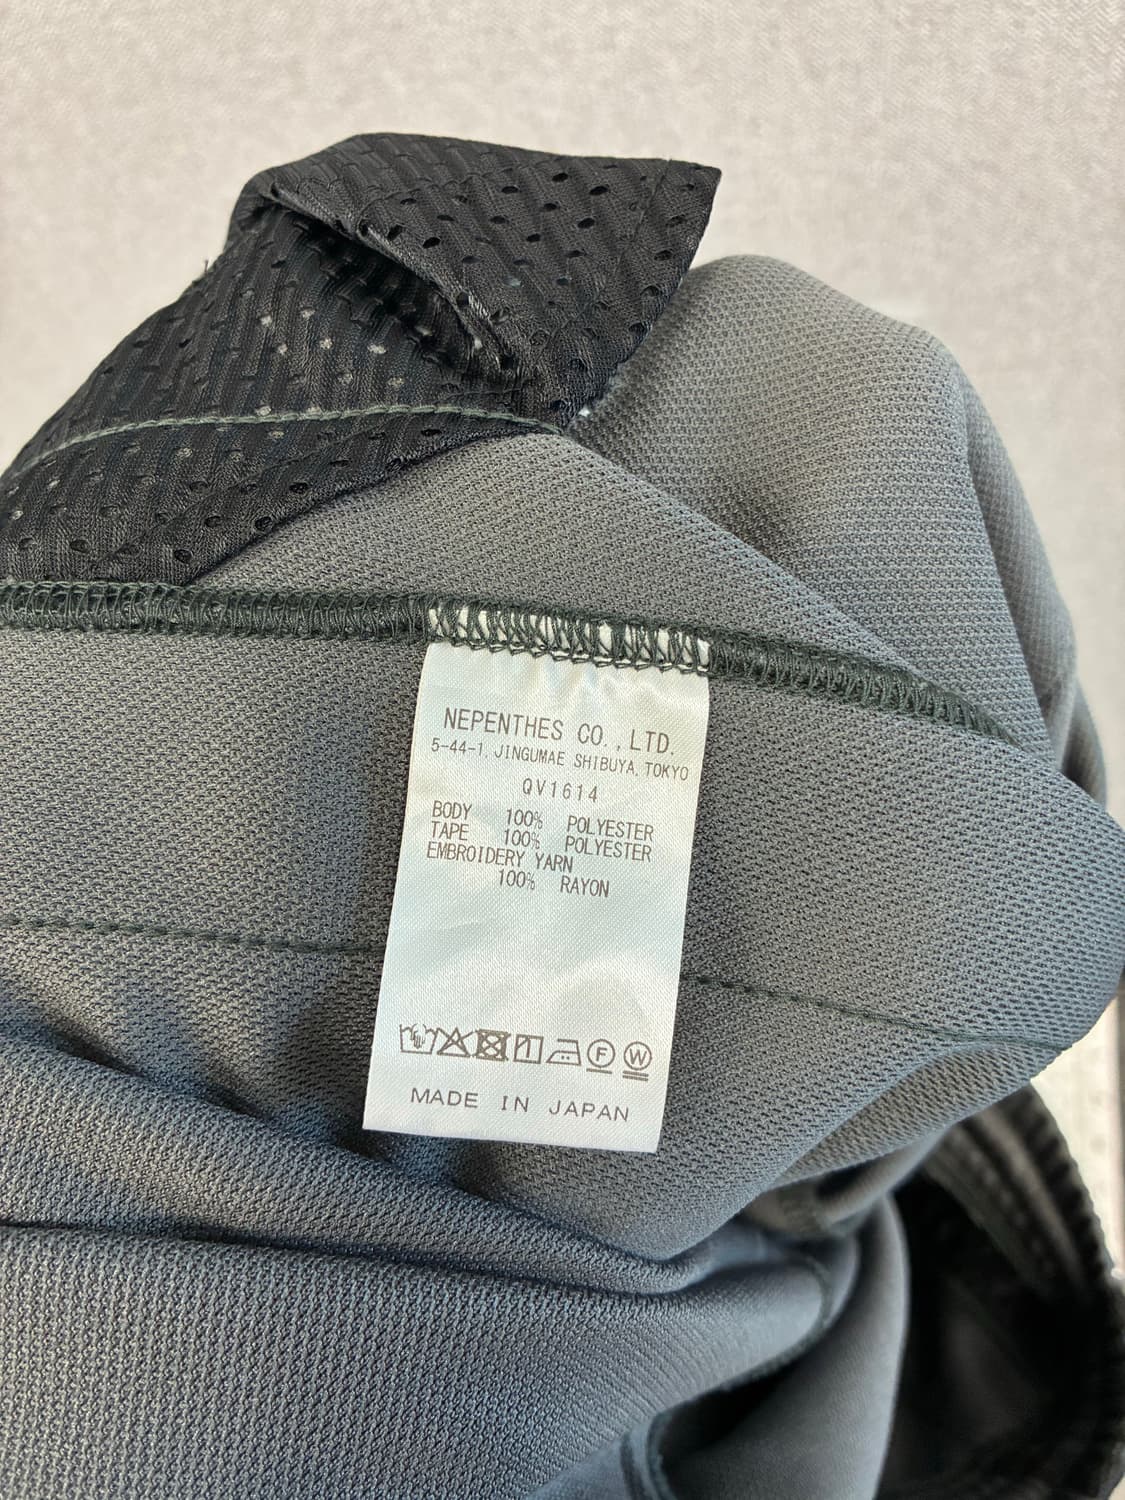 NEPENTHES CO.,LTD.
5-44-1, JINGUMAE SHIBUYA, TOKYO
QV1614
BODY 100% POLYESTER
TAPE 100% POLYESTER
EMBROIDERY YARN
100% RAYON
F W
MADE IN JAPAN